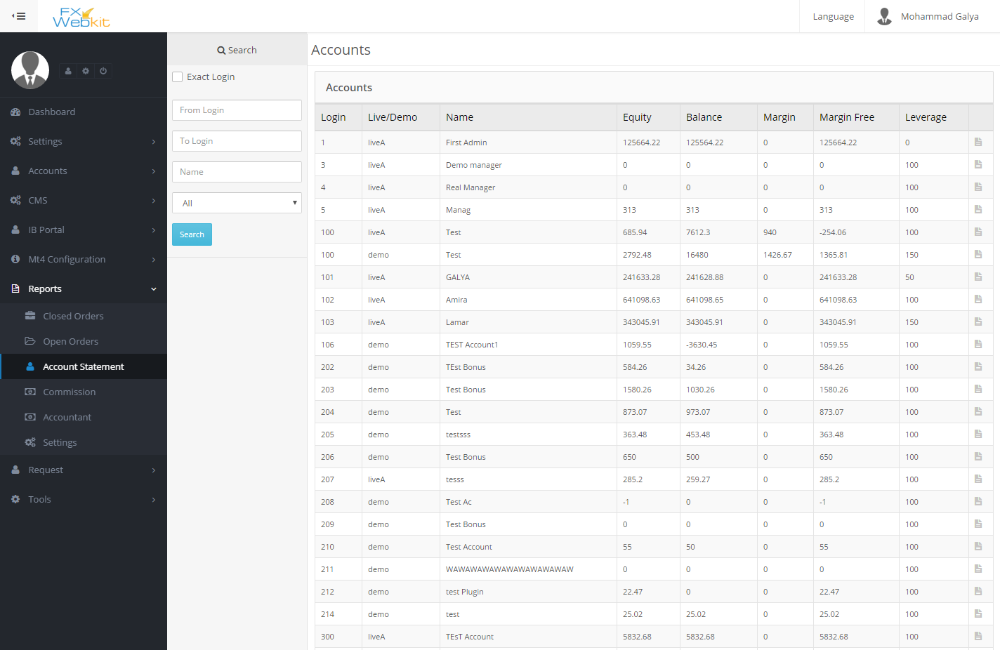 FX
Webkit
Language
Mohammad Galya
Dashboard
Settings
Accounts
CMS
IB Portal
Mt4 Configuration
Reports
Closed Orders
Open Orders
Account Statement
Commission
Accountant
Settings
Request
Tools
Search
Exact Login
From Login
To Login
Name
All
Search
Accounts
Accounts
Login Live/Demo Name Equity Balance Margin Margin Free Leverage
1 liveA First Admin 125664.22 125564.22 0 125664.22 0
3 liveA Demo manager 0 0 0 0 100
4 liveA Real Manager 0 0 0 0 100
5 liveA Manag 313 313 0 313 100
100 liveA Test 685.94 7612.3 940 -254.06 100
100 demo Test 2792.48 16480 1426.67 1365.81 150
101 liveA GALYA 241633.28 241628.88 0 241633.28 50
102 liveA Amira 641098.63 641098.65 0 641098.63 100
103 liveA Lamar 343045.91 343045.91 0 343045.91 150
106 demo TEST Account1 1059.55 -3630.45 0 1059.55 100
202 demo TEst Bonus 584.26 34.26 0 584.26 100
203 demo Test Bonus 1580.26 1030.26 0 1580.26 100
204 demo Test 873.07 973.07 0 873.07 100
205 demo testsss 363.48 453.48 0 363.48 100
206 demo Test Bonus 650 500 0 650 100
207 liveA tesss 285.2 259.27 0 285.2 100
208 demo Test Ac -1 0 0 -1 100
209 demo Test Bonus 0 0 0 0 100
210 demo Test Account 55 50 0 55 100
211 demo WAWAWAWAWAWAWAWAWAWAW 0 0 0 0 100
212 demo test Plugin 22.47 0 0 22.47 100
214 demo test 25.02 25.02 0 25.02 100
300 liveA TEsT Account 5832.68 5832.68 0 5832.68 100